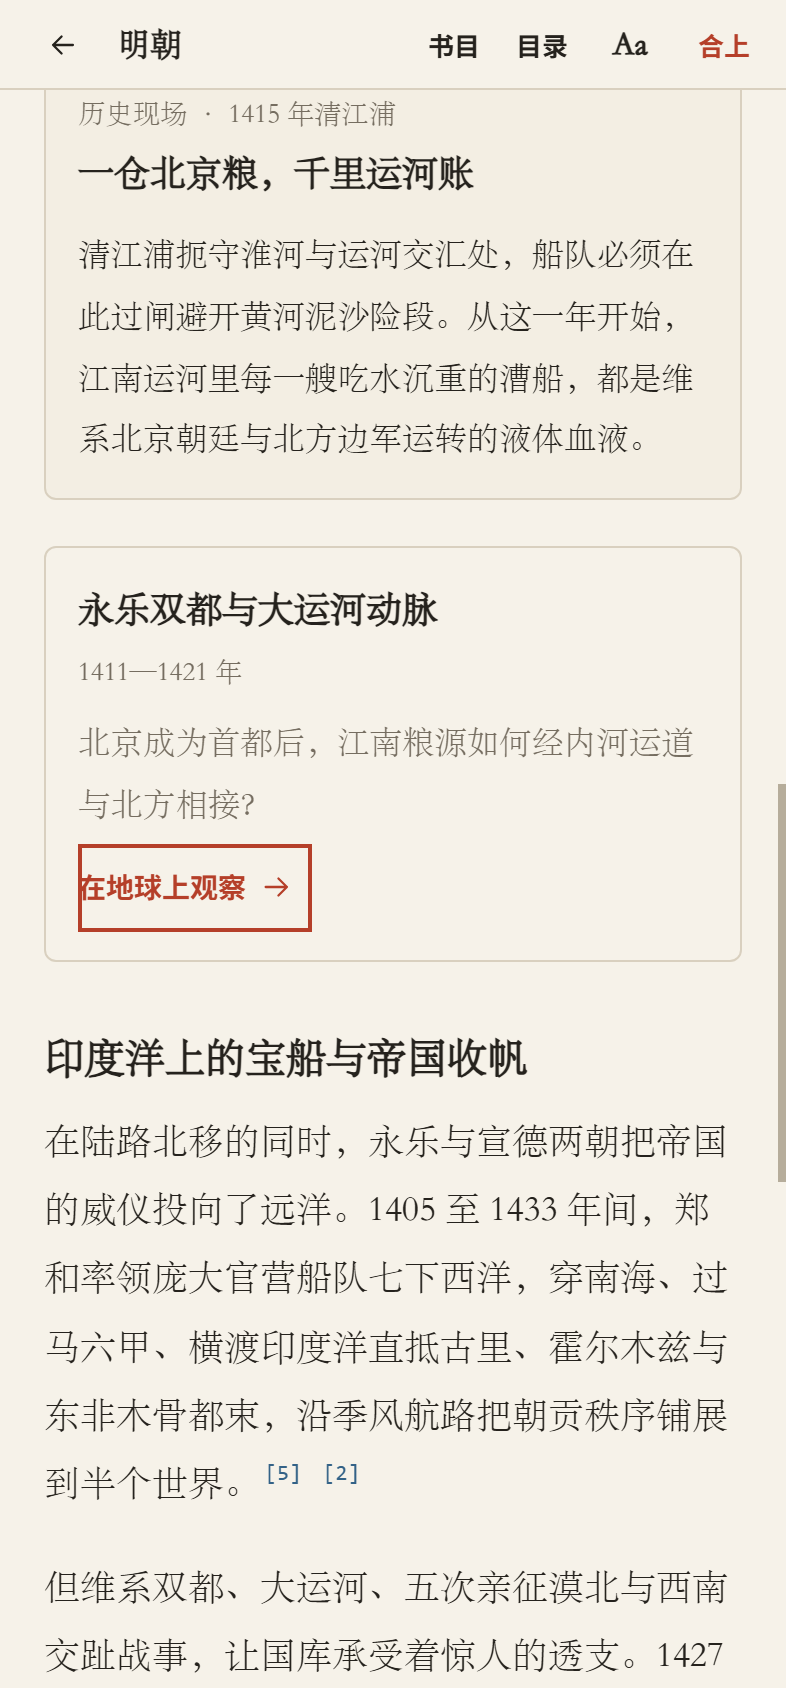 ← 明朝 书目 目录 Aa 合上
历史现场 · 1415 年清江浦
一仓北京粮，千里运河账
清江浦扼守淮河与运河交汇处，船队必须在
此过闸避开黄河泥沙险段。从这一年开始，
江南运河里每一艘吃水沉重的漕船，都是维
系北京朝廷与北方边军运转的液体血液。
永乐双都与大运河动脉
1411—1421 年
北京成为首都后，江南粮源如何经内河运道
与北方相接？
在地球上观察 →
印度洋上的宝船与帝国收帆
在陆路北移的同时，永乐与宣德两朝把帝国
的威仪投向了远洋。1405 至 1433 年间，郑
和率领庞大官营船队七下西洋，穿南海、过
马六甲、横渡印度洋直抵古里、霍尔木兹与
东非木骨都束，沿季风航路把朝贡秩序铺展
到半个世界。[5] [2]
但维系双都、大运河、五次亲征漠北与西南
交趾战事，让国库承受着惊人的透支。1427